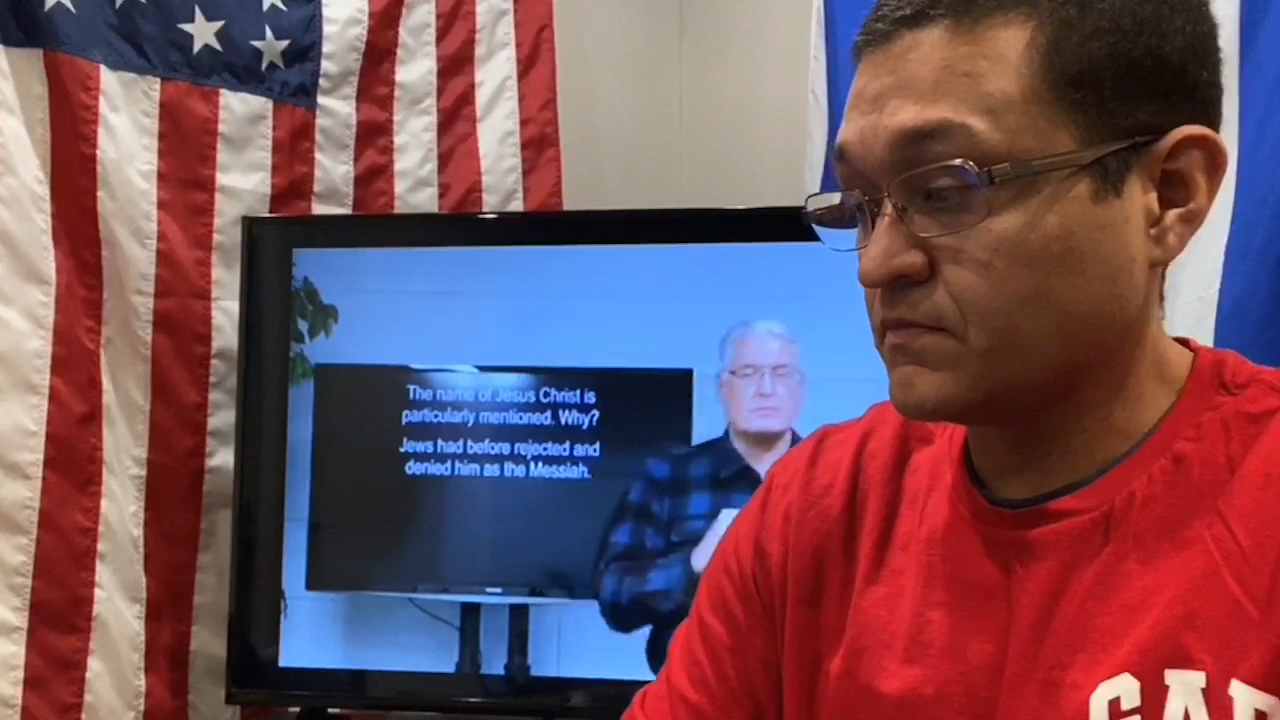 The name of Jesus Christ is
particularly mentioned. Why?
Jews had before rejected and
denied him as the Messiah.